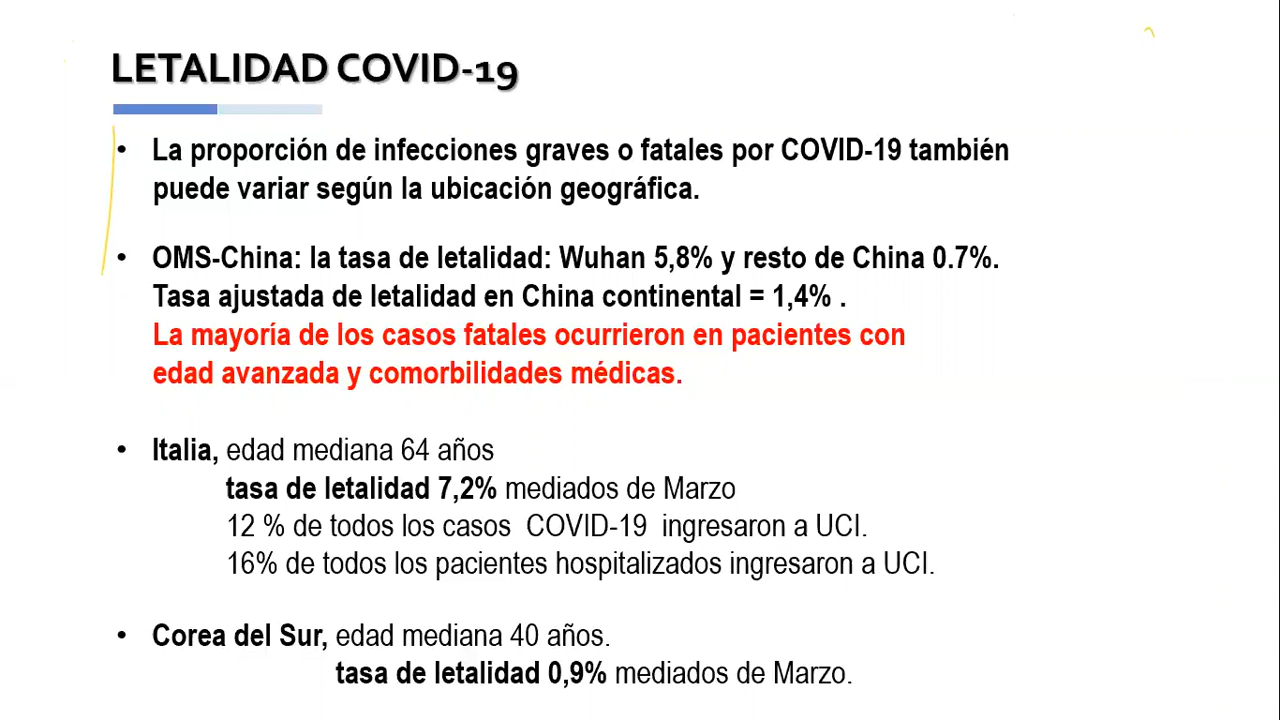 LETALIDAD COVID-19
• La proporción de infecciones graves o fatales por COVID-19 también
puede variar según la ubicación geográfica.
• OMS-China: la tasa de letalidad: Wuhan 5,8% y resto de China 0.7%.
Tasa ajustada de letalidad en China continental = 1,4% .
La mayoría de los casos fatales ocurrieron en pacientes con
edad avanzada y comorbilidades médicas.
• Italia, edad mediana 64 años
tasa de letalidad 7,2% mediados de Marzo
12 % de todos los casos COVID-19 ingresaron a UCI.
16% de todos los pacientes hospitalizados ingresaron a UCI.
• Corea del Sur, edad mediana 40 años.
tasa de letalidad 0,9% mediados de Marzo.